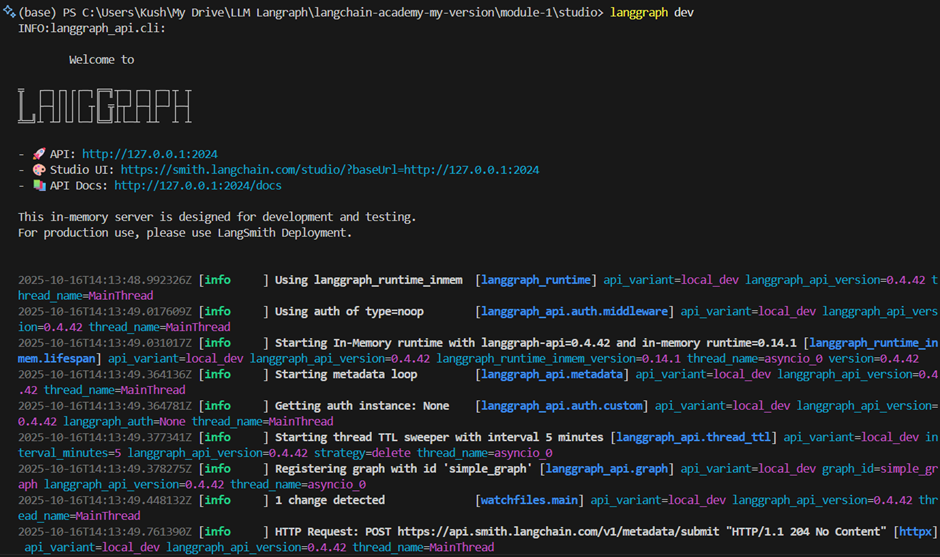 (base) PS C:\Users\Kush\My Drive\LLM Langraph\langchain-academy-my-version\module-1\studio> langgraph dev
INFO:langgraph_api.cli:
Welcome to
LANGGRAPH
- 🚀 API: http://127.0.0.1:2024
- 🎨 Studio UI: https://smith.langchain.com/studio/?baseUrl=http://127.0.0.1:2024
- 📚 API Docs: http://127.0.0.1:2024/docs
This in-memory server is designed for development and testing.
For production use, please use LangSmith Deployment.
2025-10-16T14:13:48.992326Z [info     ] Using langgraph_runtime_inmem  [langgraph_runtime] api_variant=local_dev langgraph_api_version=0.4.42 t
hread_name=MainThread
2025-10-16T14:13:49.017609Z [info     ] Using auth of type=noop        [langgraph_api.auth.middleware] api_variant=local_dev langgraph_api_vers
ion=0.4.42 thread_name=MainThread
2025-10-16T14:13:49.031017Z [info     ] Starting In-Memory runtime with langgraph-api=0.4.42 and in-memory runtime=0.14.1 [langgraph_runtime_in
mem.lifespan] api_variant=local_dev langgraph_api_version=0.4.42 langgraph_runtime_inmem_version=0.14.1 thread_name=asyncio_0 version=0.4.42
2025-10-16T14:13:49.364136Z [info     ] Starting metadata loop         [langgraph_api.metadata] api_variant=local_dev langgraph_api_version=0.4
.42 thread_name=MainThread
2025-10-16T14:13:49.364781Z [info     ] Getting auth instance: None    [langgraph_api.auth.custom] api_variant=local_dev langgraph_api_version=
0.4.42 langgraph_auth=None thread_name=MainThread
2025-10-16T14:13:49.377341Z [info     ] Starting thread TTL sweeper with interval 5 minutes [langgraph_api.thread_ttl] api_variant=local_dev in
terval_minutes=5 langgraph_api_version=0.4.42 strategy=delete thread_name=asyncio_0
2025-10-16T14:13:49.378275Z [info     ] Registering graph with id 'simple_graph' [langgraph_api.graph] api_variant=local_dev graph_id=simple_gr
aph langgraph_api_version=0.4.42 thread_name=asyncio_0
2025-10-16T14:13:49.448132Z [info     ] 1 change detected              [watchfiles.main] api_variant=local_dev langgraph_api_version=0.4.42 thr
ead_name=MainThread
2025-10-16T14:13:49.761390Z [info     ] HTTP Request: POST https://api.smith.langchain.com/v1/metadata/submit "HTTP/1.1 204 No Content" [httpx]
api_variant=local_dev langgraph_api_version=0.4.42 thread_name=MainThread